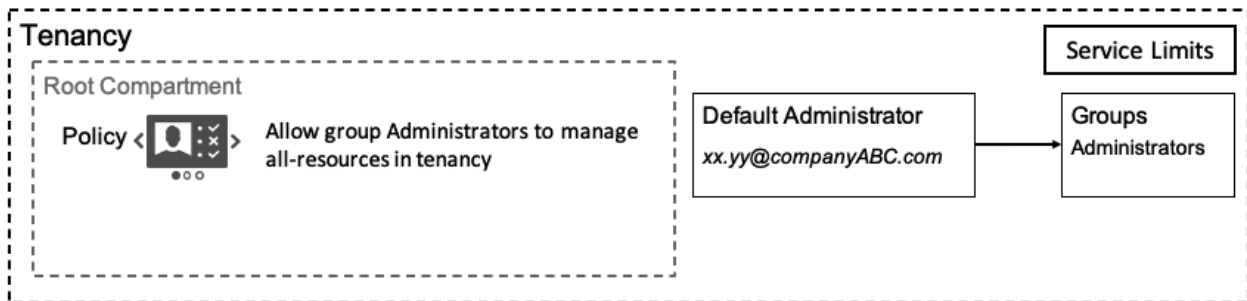 Tenancy
Service Limits
Root Compartment
Policy
Allow group Administrators to manage
all-resources in tenancy
Default Administrator
xx.yy@companyABC.com
Groups
Administrators